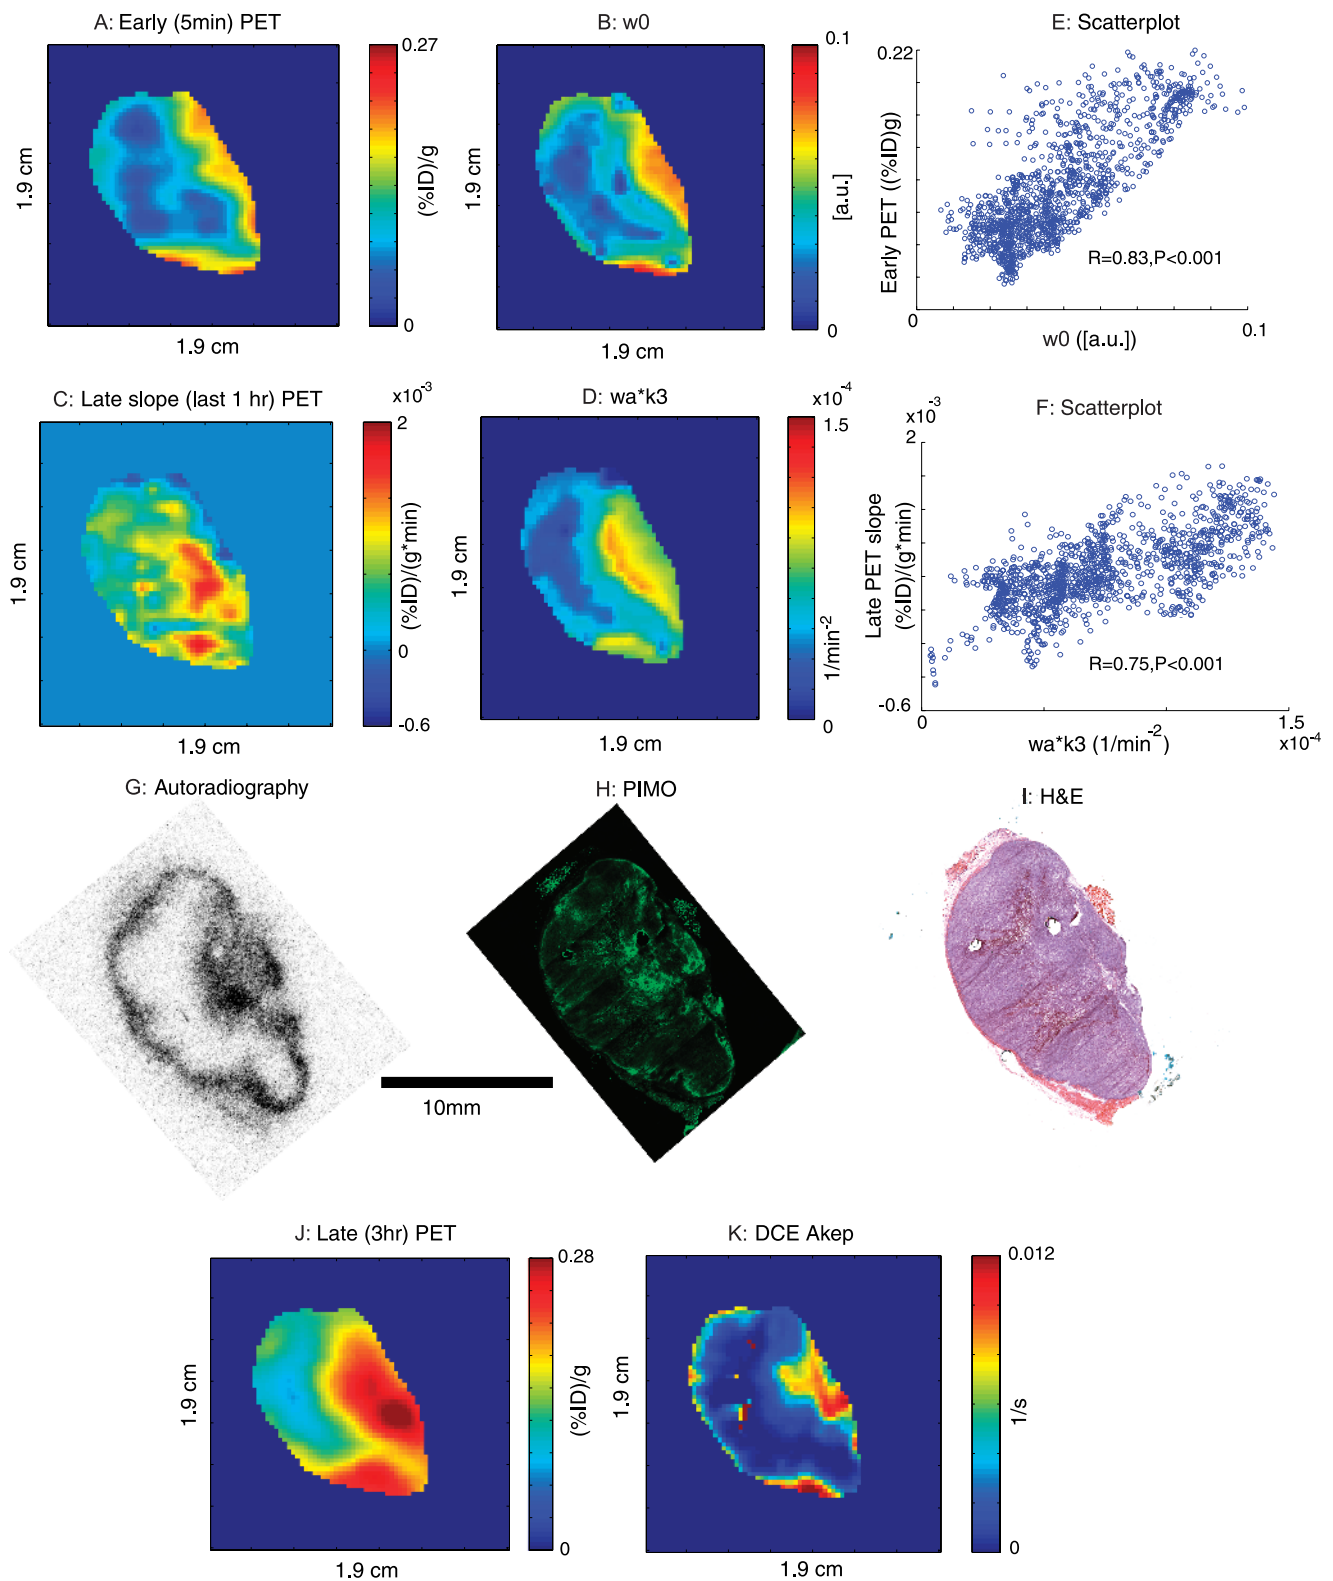 A: Early (5min) PET
0.27
(%ID)/g
0
1.9 cm
1.9 cm
B: w0
0.1
[a.u.]
0
1.9 cm
1.9 cm
E: Scatterplot
0.22
Early PET ((%ID)g)
R=0.83,P<0.001
0
0.1
w0 ([a.u.])
C: Late slope (last 1 hr) PET
x10⁻³
2
(%ID)/(g*min)
0
-0.6
1.9 cm
1.9 cm
D: wa*k3
x10⁻⁴
1.5
1/min⁻²
0
1.9 cm
1.9 cm
F: Scatterplot
x10⁻³
2
Late PET slope
(%ID)/(g*min)
R=0.75,P<0.001
-0.6
0
1.5
x10⁻⁴
wa*k3 (1/min⁻²)
G: Autoradiography
H: PIMO
I: H&E
10mm
J: Late (3hr) PET
0.28
(%ID)/g
0
1.9 cm
1.9 cm
K: DCE Akep
0.012
1/s
0
1.9 cm
1.9 cm